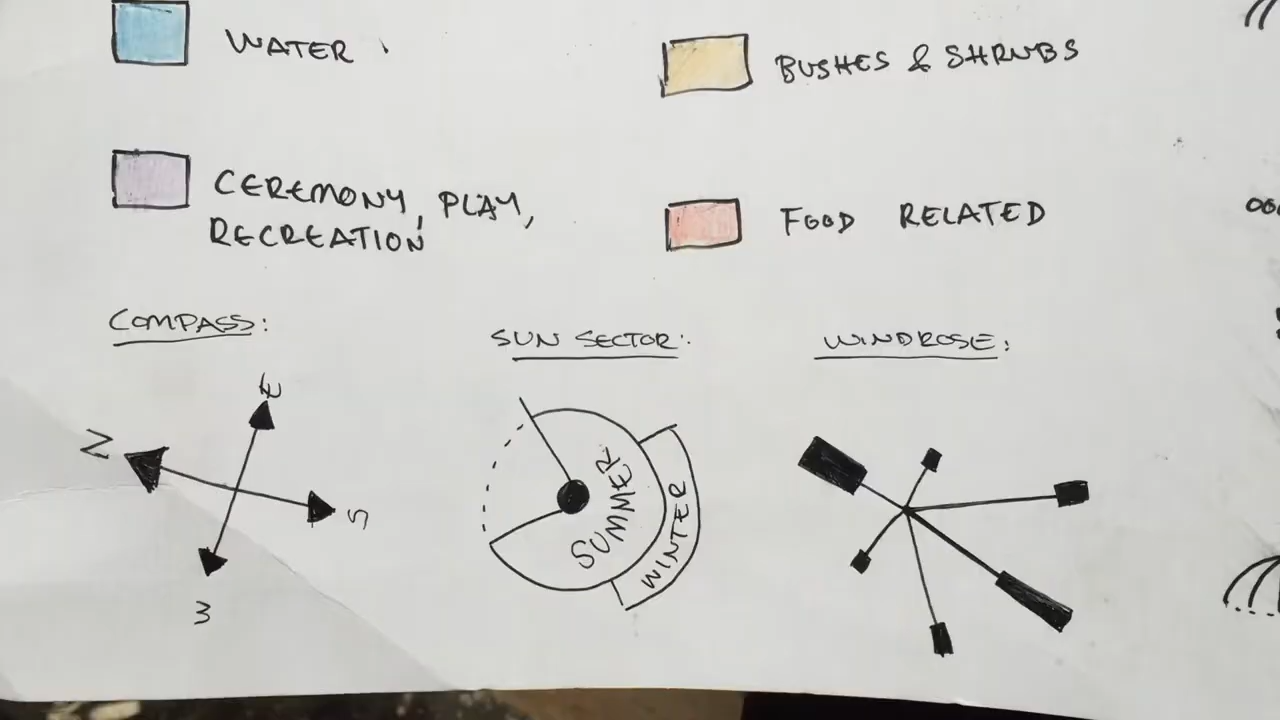 WATER
BUSHES & SHRUBS
CEREMONY, PLAY,
RECREATION
FOOD RELATED
COMPASS:
SUN SECTOR:
WINDROSE:
N
E
S
W
SUMMER
WINTER